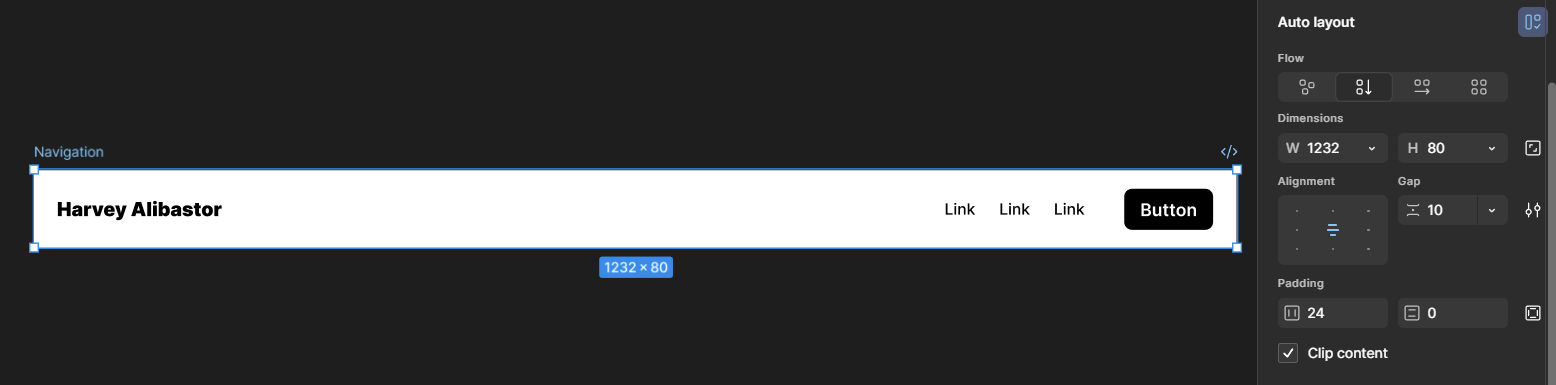 Auto layout
Flow
Dimensions
W 1232 H 80
Alignment Gap
10
Padding
24 0
Clip content
Navigation
Harvey Alibastor Link Link Link Button
1232 × 80